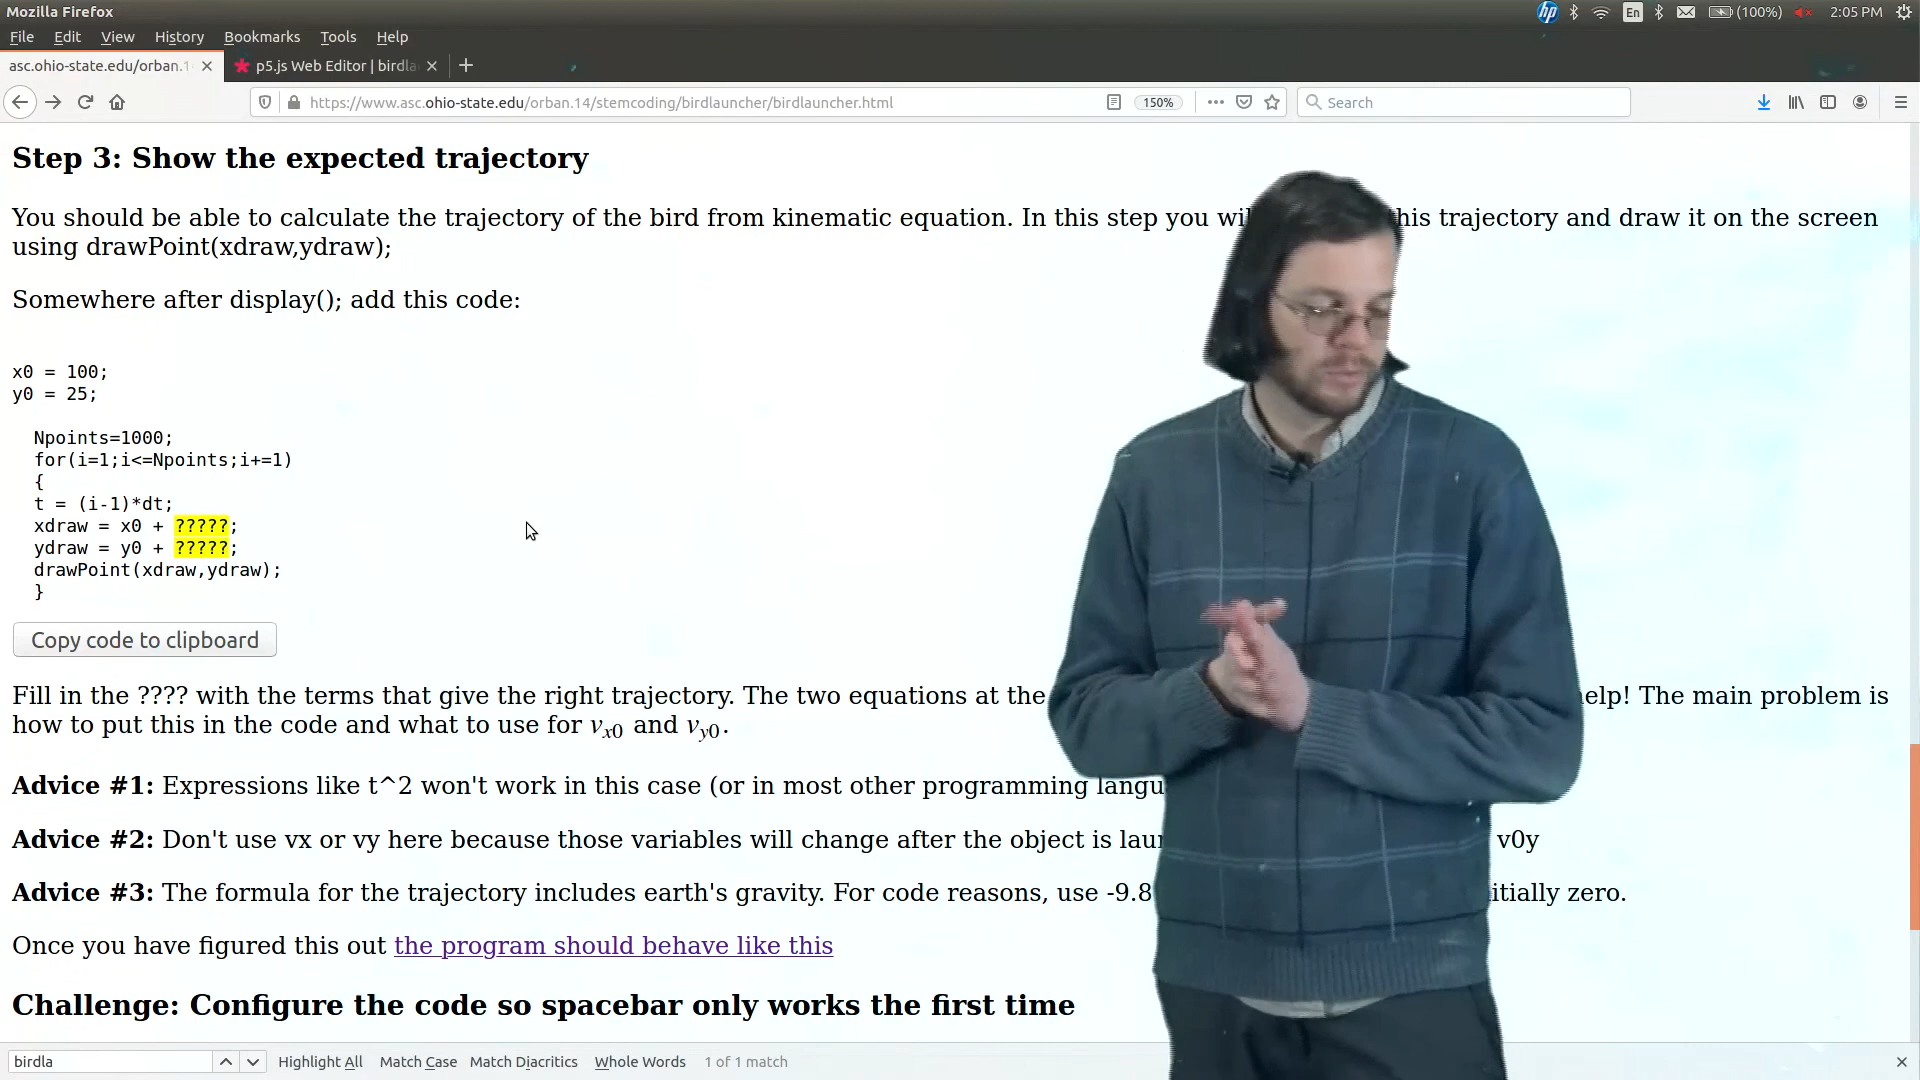 Mozilla Firefox
hp En (100%) 2:05 PM
File Edit View History Bookmarks Tools Help
asc.ohio-state.edu/orban.1 p5.js Web Editor | birdla
https://www.asc.ohio-state.edu/orban.14/stemcoding/birdlauncher/birdlauncher.html 150% Search
Step 3: Show the expected trajectory
You should be able to calculate the trajectory of the bird from kinematic equation. In this step you trajectory and draw it on the screen
using drawPoint(xdraw,ydraw);
Somewhere after display(); add this code:
x0 = 100;
y0 = 25;
Npoints=1000;
for(i=1;i<=Npoints;i+=1)
{
t = (i-1)*dt;
xdraw = x0 + ?????;
ydraw = y0 + ?????;
drawPoint(xdraw,ydraw);
}
Copy code to clipboard
Fill in the ???? with the terms that give the right trajectory. The two equations at the elp! The main problem is
how to put this in the code and what to use for vx0 and vy0.
Advice #1: Expressions like t^2 won't work in this case (or in most other programming langu
Advice #2: Don't use vx or vy here because those variables will change after the object is v0y
Advice #3: The formula for the trajectory includes earth's gravity. For code reasons, use -9.8 itially zero.
Once you have figured this out the program should behave like this
Challenge: Configure the code so spacebar only works the first time
birdla Highlight All Match Case Match Diacritics Whole Words 1 of 1 match